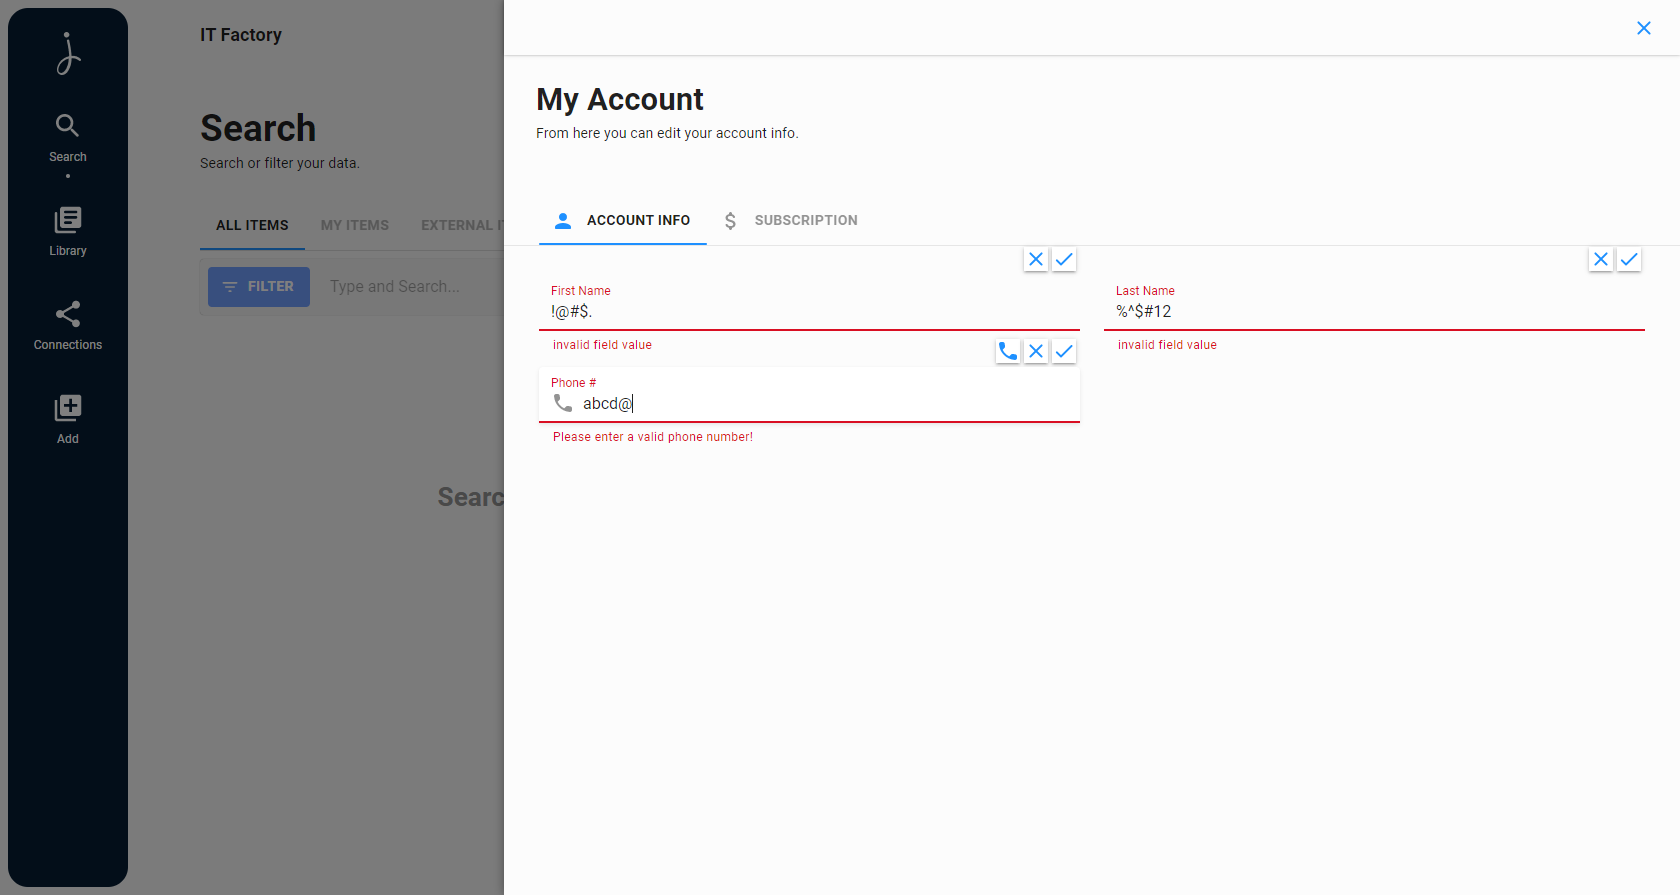 IT Factory
Search
Search or filter your data.
ALL ITEMS
MY ITEMS
EXTERNAL IT
FILTER
Type and Search...
Searc
Search
Library
Connections
Add
My Account
From here you can edit your account info.
ACCOUNT INFO
SUBSCRIPTION
First Name
!@#$.
invalid field value
Last Name
%^$#12
invalid field value
Phone #
abcd@
Please enter a valid phone number!